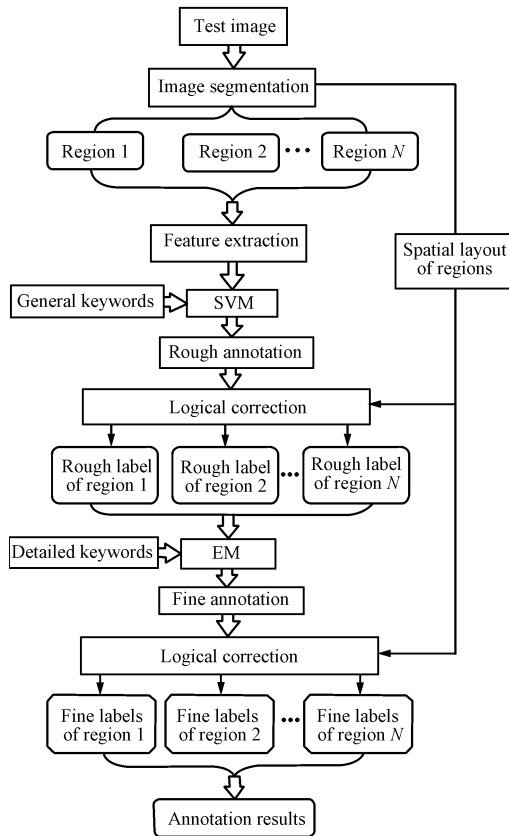 Test image
Image segmentation
Region 1
Region 2
•••
Region N
Feature extraction
Spatial layout
of regions
General keywords
SVM
Rough annotation
Logical correction
Rough label
of region 1
Rough label
of region 2
•••
Rough label
of region N
Detailed keywords
EM
Fine annotation
Logical correction
Fine labels
of region 1
Fine labels
of region 2
•••
Fine labels
of region N
Annotation results